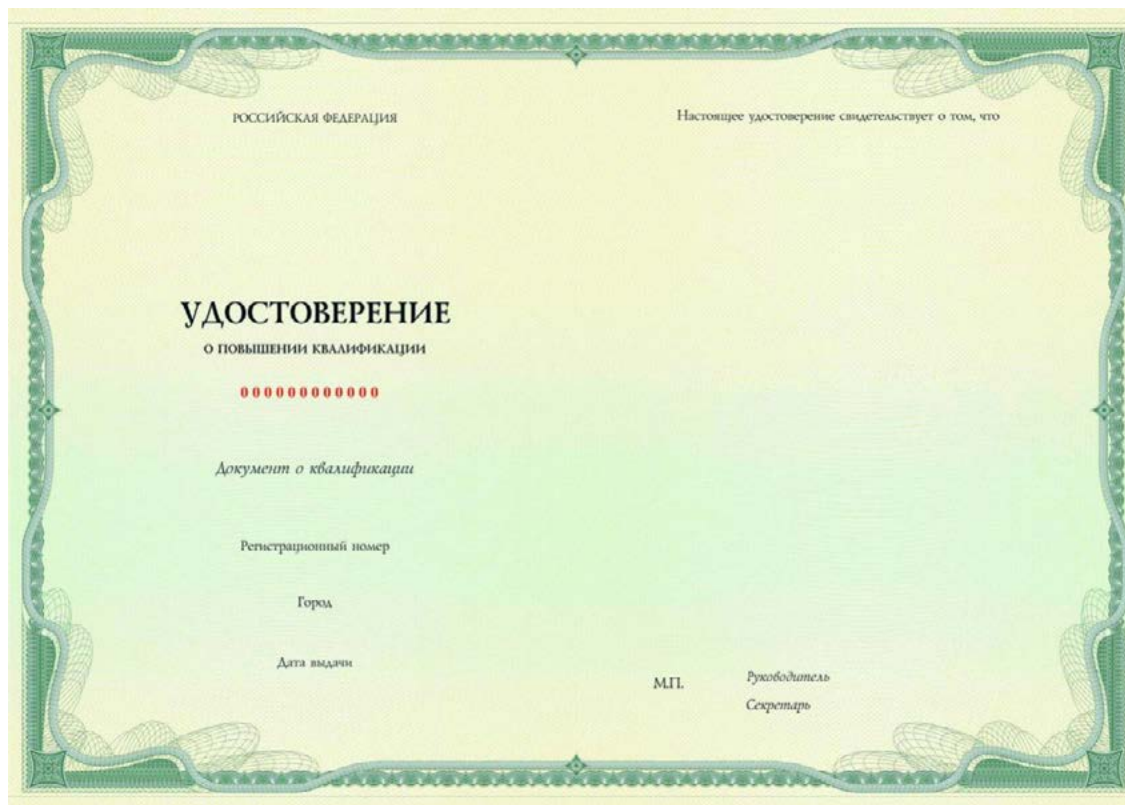 РОССИЙСКАЯ ФЕДЕРАЦИЯ
УДОСТОВЕРЕНИЕ
О ПОВЫШЕНИИ КВАЛИФИКАЦИИ
000000000000
Документ о квалификации
Регистрационный номер
Город
Дата выдачи
Настоящее удостоверение свидетельствует о том, что
М.П.
Руководитель
Секретарь